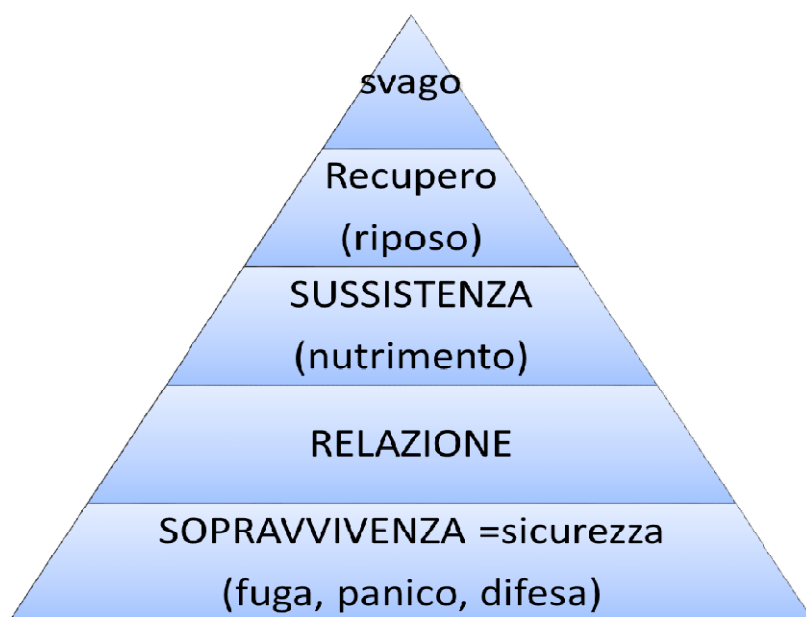 svago
Recupero
(riposo)
SUSSISTENZA
(nutrimento)
RELAZIONE
SOPRAVVIVENZA =sicurezza
(fuga, panico, difesa)